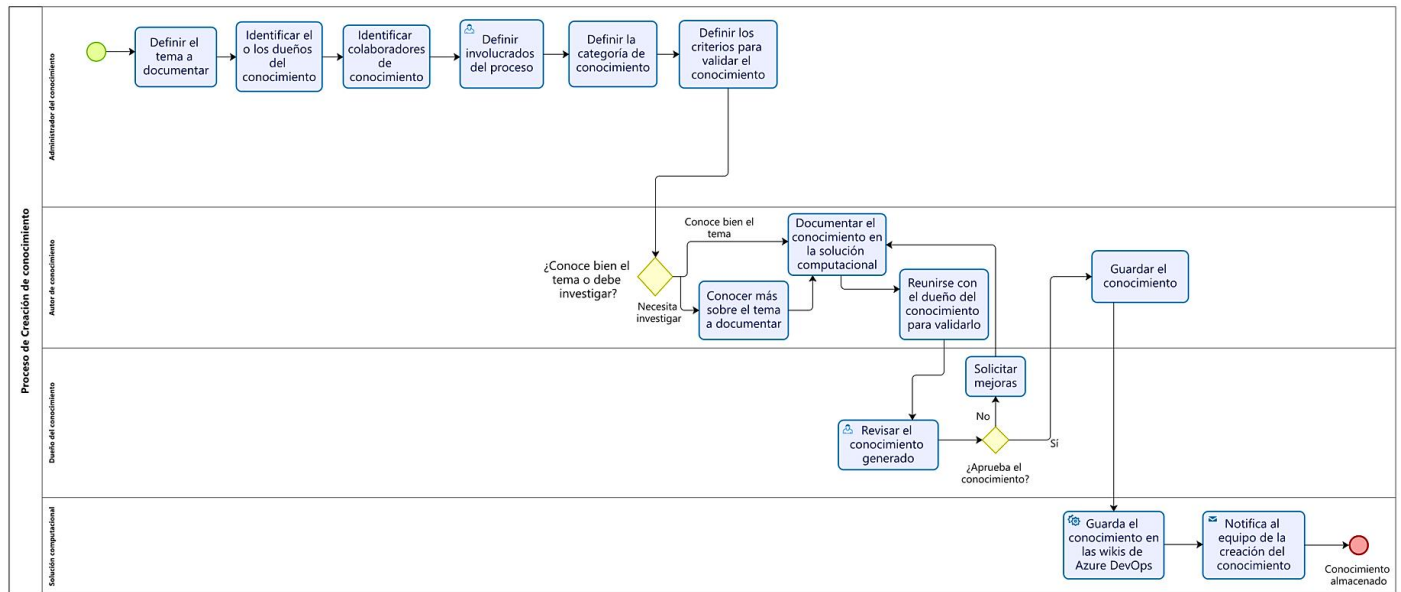 Proceso de Creación de conocimiento
Administrador del conocimiento
Definir el
tema a
documentar
Identificar el
o los dueños
del
conocimiento
Identificar
colaboradores
de
conocimiento
Definir
involucrados
del proceso
Definir la
categoría de
conocimiento
Definir los
criterios para
validar el
conocimiento
Autor de conocimiento
¿Conoce bien el
tema o debe
investigar?
Conoce bien el
tema
Necesita
investigar
Conocer más
sobre el tema
a documentar
Documentar el
conocimiento en
la solución
computacional
Reunirse con
el dueño del
conocimiento
para validarlo
Guardar el
conocimiento
Dueño del conocimiento
Revisar el
conocimiento
generado
Solicitar
mejoras
No
Sí
¿Aprueba el
conocimiento?
Solución computacional
Guarda el
conocimiento en
las wikis de
Azure DevOps
Notifica al
equipo de la
creación del
conocimiento
Conocimiento
almacenado